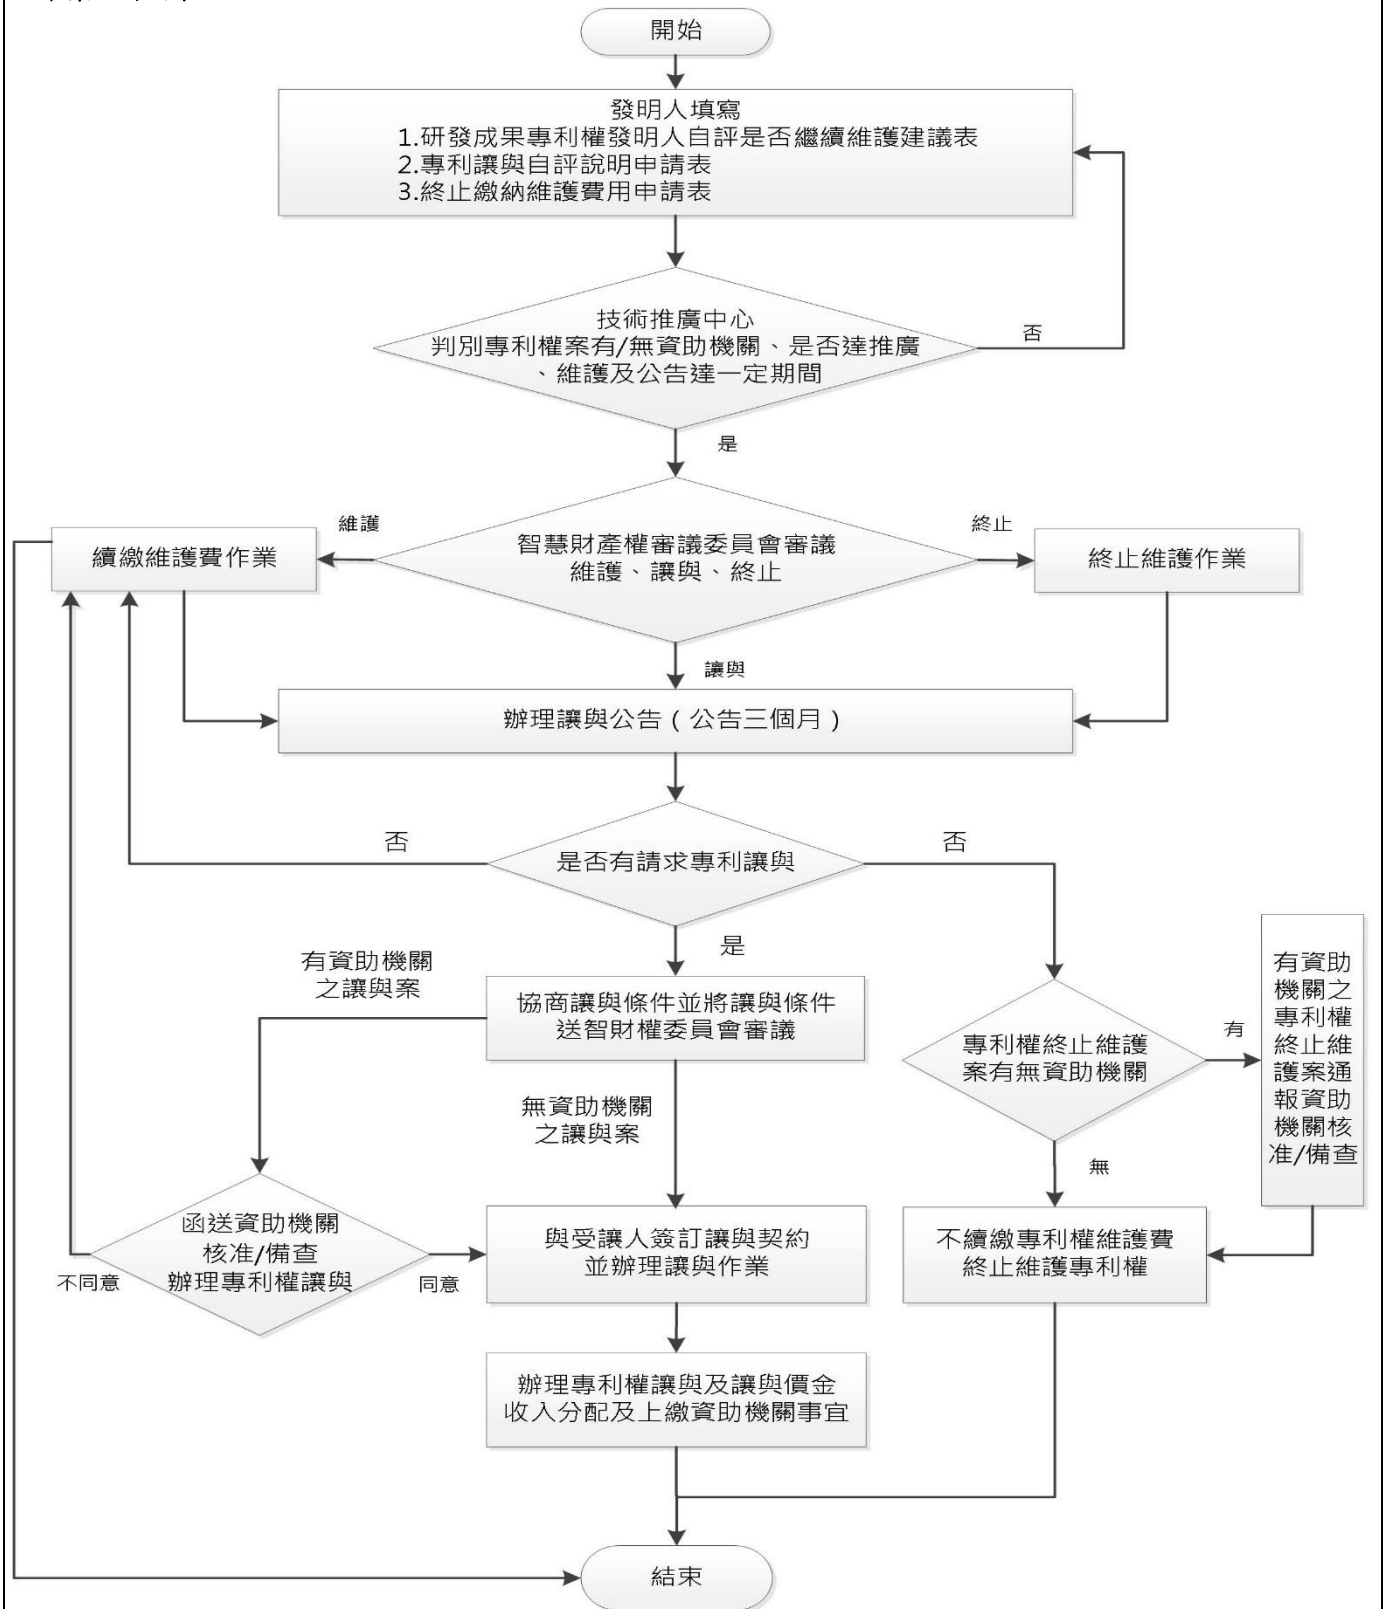 開始
發明人填寫
1.研發成果專利權發明人自評是否繼續維護建議表
2.專利讓與自評說明申請表
3.終止繳納維護費用申請表
技術推廣中心
判別專利權案有/無資助機關、是否達推廣
、維護及公告達一定期間
否
是
維護
智慧財產權審議委員會審議
維護、讓與、終止
終止
續繳維護費作業
終止維護作業
讓與
辦理讓與公告（公告三個月）
否
是否有請求專利讓與
否
是
有資助機關
之讓與案
協商讓與條件並將讓與條件
送智財權委員會審議
專利權終止維護
案有無資助機關
有
有資助
機關之
專利權
終止維
護案通
報資助
機關核
准/備查
無資助機關
之讓與案
無
函送資助機關
核准/備查
辦理專利權讓與
不同意
同意
與受讓人簽訂讓與契約
並辦理讓與作業
不續繳專利權維護費
終止維護專利權
辦理專利權讓與及讓與價金
收入分配及上繳資助機關事宜
結束